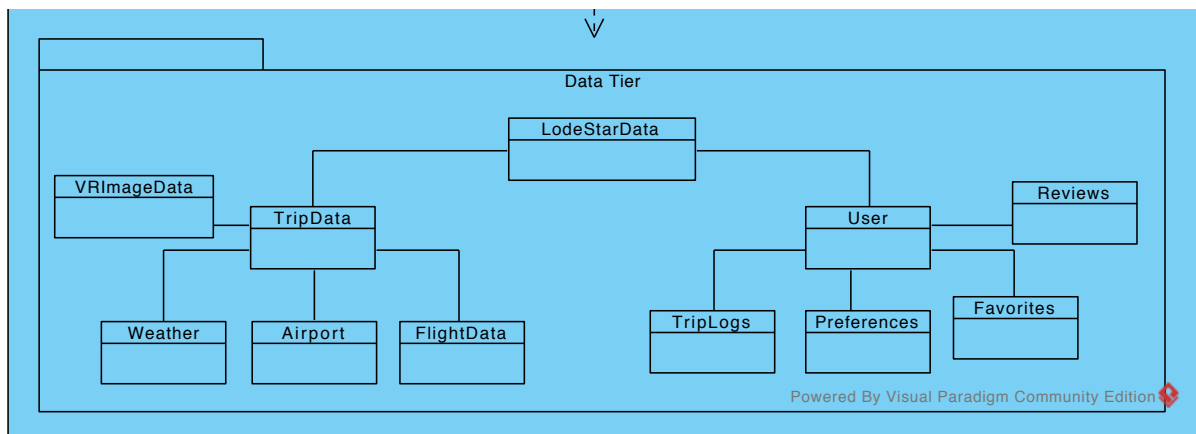 Data Tier
LodeStarData
VRImageData
TripData
User
Reviews
Weather
Airport
FlightData
TripLogs
Preferences
Favorites
Powered By Visual Paradigm Community Edition